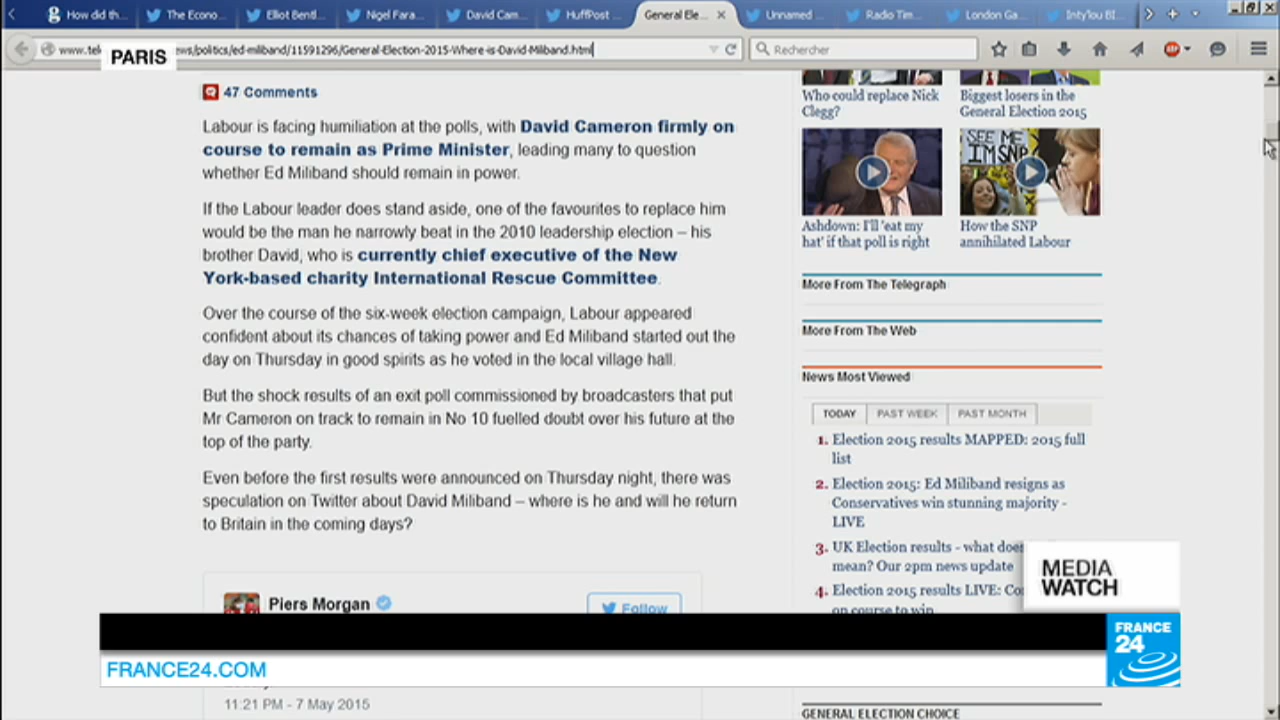 How did th...
The Econo...
Elliot Bentl...
Nigel Fara...
David Cam...
HuffPost ...
General Ele...
Unnamed ...
Radio Tim...
London Ga...
IntyIou BI...
www.tel
ws/politics/ed-miliband/11591296/General-Election-2015-Where-is-David-Miliband.html
Rechercher
PARIS
47 Comments
Labour is facing humiliation at the polls, with David Cameron firmly on
course to remain as Prime Minister, leading many to question
whether Ed Miliband should remain in power.
If the Labour leader does stand aside, one of the favourites to replace him
would be the man he narrowly beat in the 2010 leadership election – his
brother David, who is currently chief executive of the New
York-based charity International Rescue Committee.
Over the course of the six-week election campaign, Labour appeared
confident about its chances of taking power and Ed Miliband started out the
day on Thursday in good spirits as he voted in the local village hall.
But the shock results of an exit poll commissioned by broadcasters that put
Mr Cameron on track to remain in No 10 fuelled doubt over his future at the
top of the party.
Even before the first results were announced on Thursday night, there was
speculation on Twitter about David Miliband – where is he and will he return
to Britain in the coming days?
Piers Morgan
Follow
11:21 PM - 7 May 2015
Who could replace Nick
Clegg?
Biggest losers in the
General Election 2015
SEE ME
I'M SNP
Ashdown: I'll 'eat my
hat' if that poll is right
How the SNP
annihilated Labour
More From The Telegraph
More From The Web
News Most Viewed
TODAY
PAST WEEK
PAST MONTH
1. Election 2015 results MAPPED: 2015 full
list
2. Election 2015: Ed Miliband resigns as
Conservatives win stunning majority -
LIVE
3. UK Election results - what does
mean? Our 2pm news update
4. Election 2015 results LIVE: Co
on course to win
GENERAL ELECTION CHOICE
MEDIA
WATCH
FRANCE
24
FRANCE24.COM